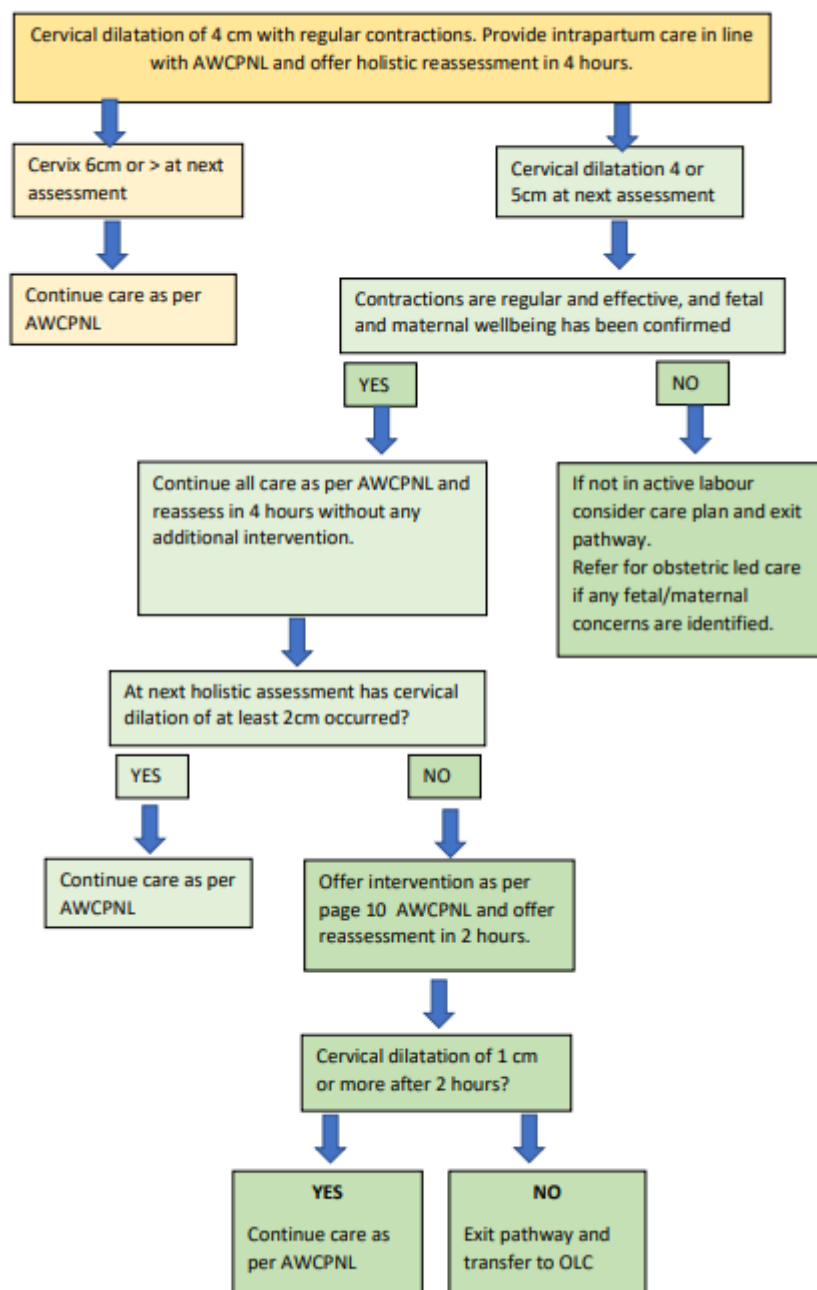 Cervical dilatation of 4 cm with regular contractions. Provide intrapartum care in line
with AWCPNL and offer holistic reassessment in 4 hours.
Cervix 6cm or > at next
assessment
Cervical dilatation 4 or
5cm at next assessment
Continue care as per
AWCPNL
Contractions are regular and effective, and fetal
and maternal wellbeing has been confirmed
YES
NO
Continue all care as per AWCPNL and
reassess in 4 hours without any
additional intervention.
If not in active labour
consider care plan and exit
pathway.
Refer for obstetric led care
if any fetal/maternal
concerns are identified.
At next holistic assessment has cervical
dilation of at least 2cm occurred?
YES
NO
Continue care as per
AWCPNL
Offer intervention as per
page 10 AWCPNL and offer
reassessment in 2 hours.
Cervical dilatation of 1 cm
or more after 2 hours?
YES
Continue care as
per AWCPNL
NO
Exit pathway and
transfer to OLC